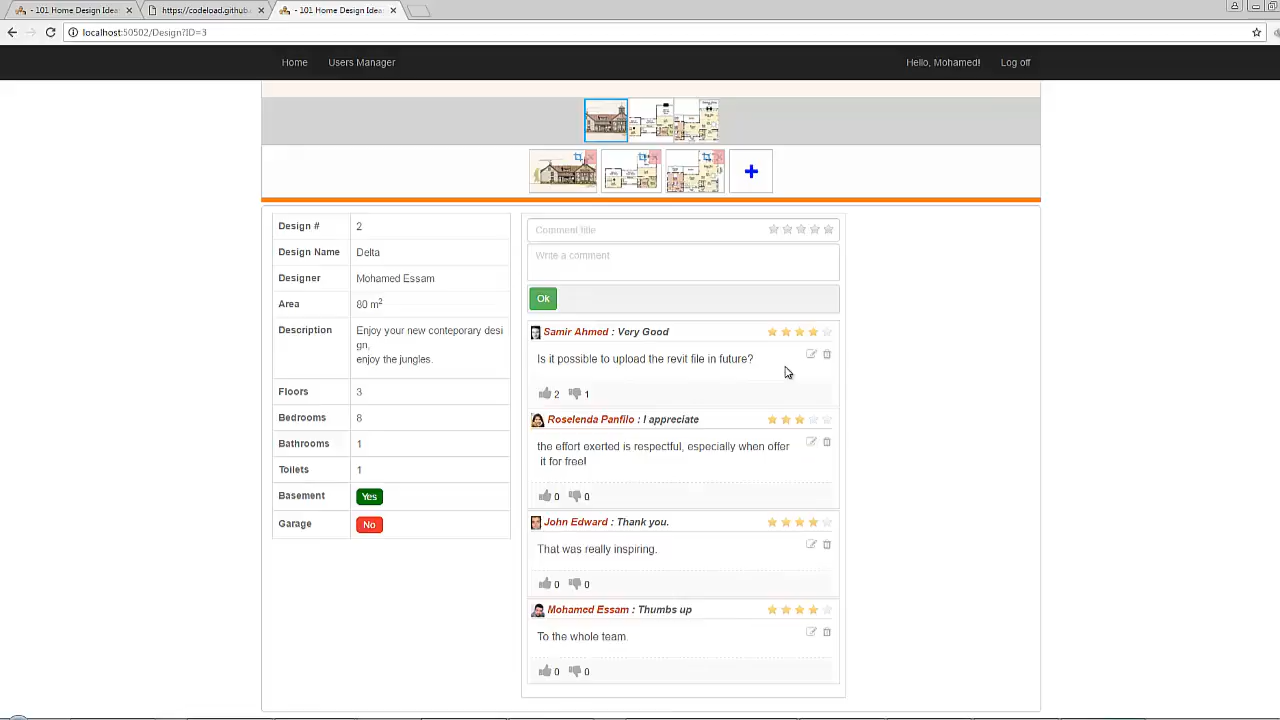 - 101 Home Design Idea
https://codeload.github
- 101 Home Design Idea
localhost:50502/Design?ID=3
Home Users Manager Hello, Mohamed! Log off
Design # 2
Design Name Delta
Designer Mohamed Essam
Area 80 m²
Description Enjoy your new conteporary desi
gn,
enjoy the jungles.
Floors 3
Bedrooms 8
Bathrooms 1
Toilets 1
Basement Yes
Garage No
Comment title
Write a comment
Ok
Samir Ahmed : Very Good
Is it possible to upload the revit file in future?
2 1
Roselenda Panfilo : I appreciate
the effort exerted is respectful, especially when offer
it for free!
0 0
John Edward : Thank you.
That was really inspiring.
0 0
Mohamed Essam : Thumbs up
To the whole team.
0 0